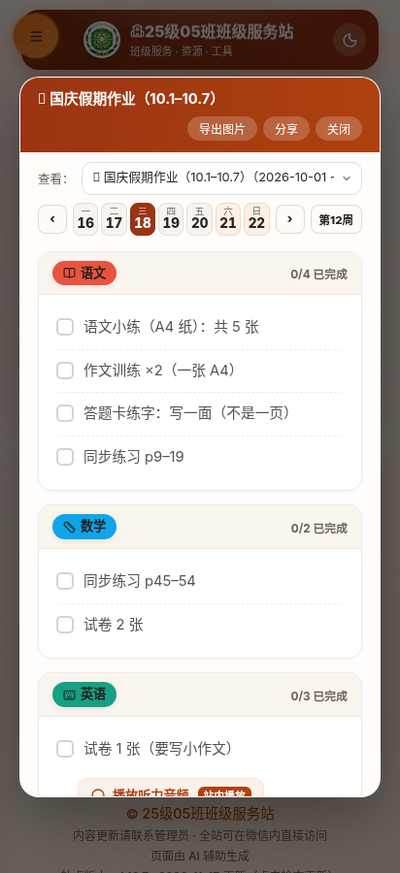 25级05班班级服务站
班级服务 · 资源 · 工具
国庆假期作业（10.1–10.7）
导出图片 分享 关闭
查看： 国庆假期作业（10.1–10.7）（2026-10-01 -
‹ 一 16 二 17 三 18 四 19 五 20 六 21 日 22 › 第12周
语文 0/4 已完成
语文小练（A4 纸）：共 5 张
作文训练 ×2（一张 A4）
答题卡练字：写一面（不是一页）
同步练习 p9–19
数学 0/2 已完成
同步练习 p45–54
试卷 2 张
英语 0/3 已完成
试卷 1 张（要写小作文）
播放听力音频 站内播放
© 25级05班班级服务站
内容更新请联系管理员 · 全站可在微信内直接访问
页面由 AI 辅助生成